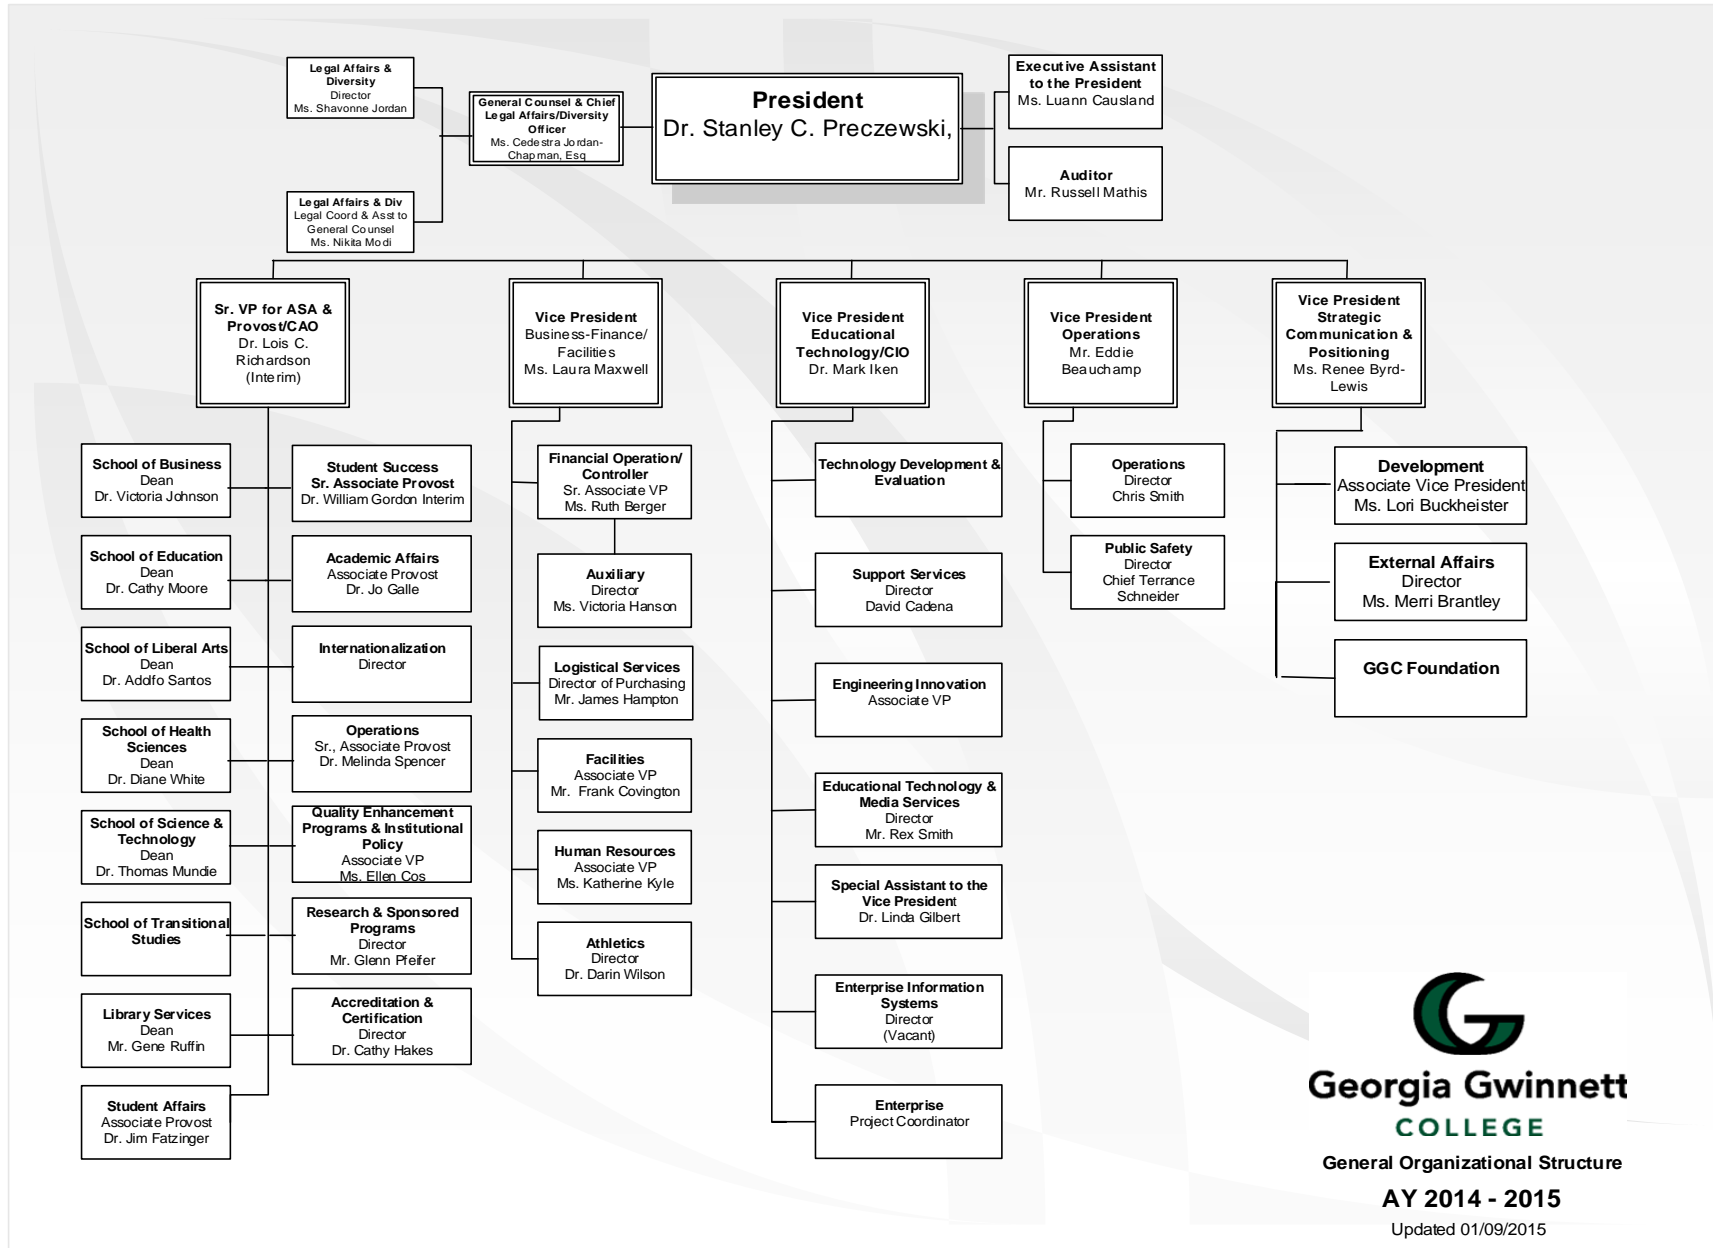 Legal Affairs &
Diversity
Director
Ms. Shavonne Jordan
General Counsel & Chief
Legal Affairs/Diversity
Officer
Ms. Cedestra Jordan-
Chapman, Esq
President
Dr. Stanley C. Preczewski,
Executive Assistant
to the President
Ms. Luann Causland
Auditor
Mr. Russell Mathis
Legal Affairs & Div
Legal Coord & Asst to
General Counsel
Ms. Nikita Modi
Sr. VP for ASA &
Provost/CAO
Dr. Lois C.
Richardson
(Interim)
Vice President
Business-Finance/
Facilities
Ms. Laura Maxwell
Vice President
Educational
Technology/CIO
Dr. Mark Iken
Vice President
Operations
Mr. Eddie
Beauchamp
Vice President
Strategic
Communication &
Positioning
Ms. Renee Byrd-
Lewis
School of Business
Dean
Dr. Victoria Johnson
School of Education
Dean
Dr. Cathy Moore
School of Liberal Arts
Dean
Dr. Adolfo Santos
School of Health
Sciences
Dean
Dr. Diane White
School of Science &
Technology
Dean
Dr. Thomas Mundie
School of Transitional
Studies
Library Services
Dean
Mr. Gene Ruffin
Student Affairs
Associate Provost
Dr. Jim Fatzinger
Student Success
Sr. Associate Provost
Dr. William Gordon Interim
Academic Affairs
Associate Provost
Dr. Jo Galle
Internationalization
Director
Operations
Sr., Associate Provost
Dr. Melinda Spencer
Quality Enhancement
Programs & Institutional
Policy
Associate VP
Ms. Ellen Cos
Research & Sponsored
Programs
Director
Mr. Glenn Pfeifer
Accreditation &
Certification
Director
Dr. Cathy Hakes
Financial Operation/
Controller
Sr. Associate VP
Ms. Ruth Berger
Auxiliary
Director
Ms. Victoria Hanson
Logistical Services
Director of Purchasing
Mr. James Hampton
Facilities
Associate VP
Mr. Frank Covington
Human Resources
Associate VP
Ms. Katherine Kyle
Athletics
Director
Dr. Darin Wilson
Technology Development &
Evaluation
Support Services
Director
David Cadena
Engineering Innovation
Associate VP
Educational Technology &
Media Services
Director
Mr. Rex Smith
Special Assistant to the
Vice President
Dr. Linda Gilbert
Enterprise Information
Systems
Director
(Vacant)
Enterprise
Project Coordinator
Operations
Director
Chris Smith
Public Safety
Director
Chief Terrance
Schneider
Development
Associate Vice President
Ms. Lori Buckheister
External Affairs
Director
Ms. Merri Brantley
GGC Foundation
Georgia Gwinnett
COLLEGE
General Organizational Structure
AY 2014 - 2015
Updated 01/09/2015